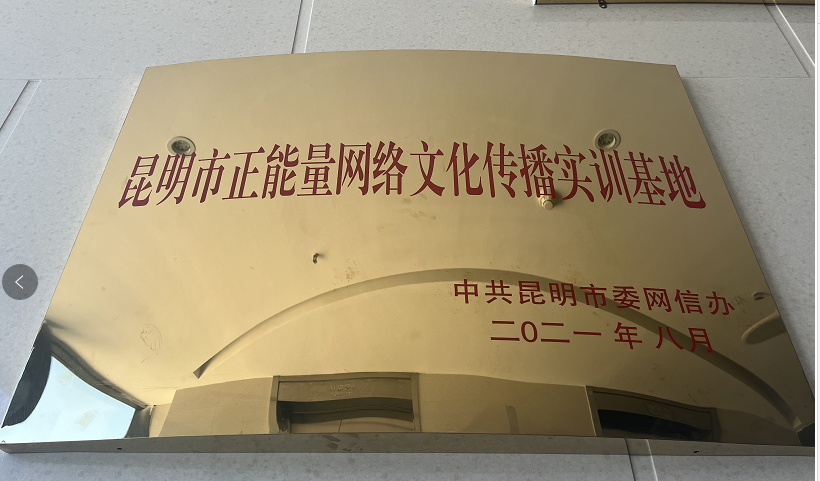 昆明市正能量网络文化传播实训基地
中共昆明市委网信办
二〇二一年八月